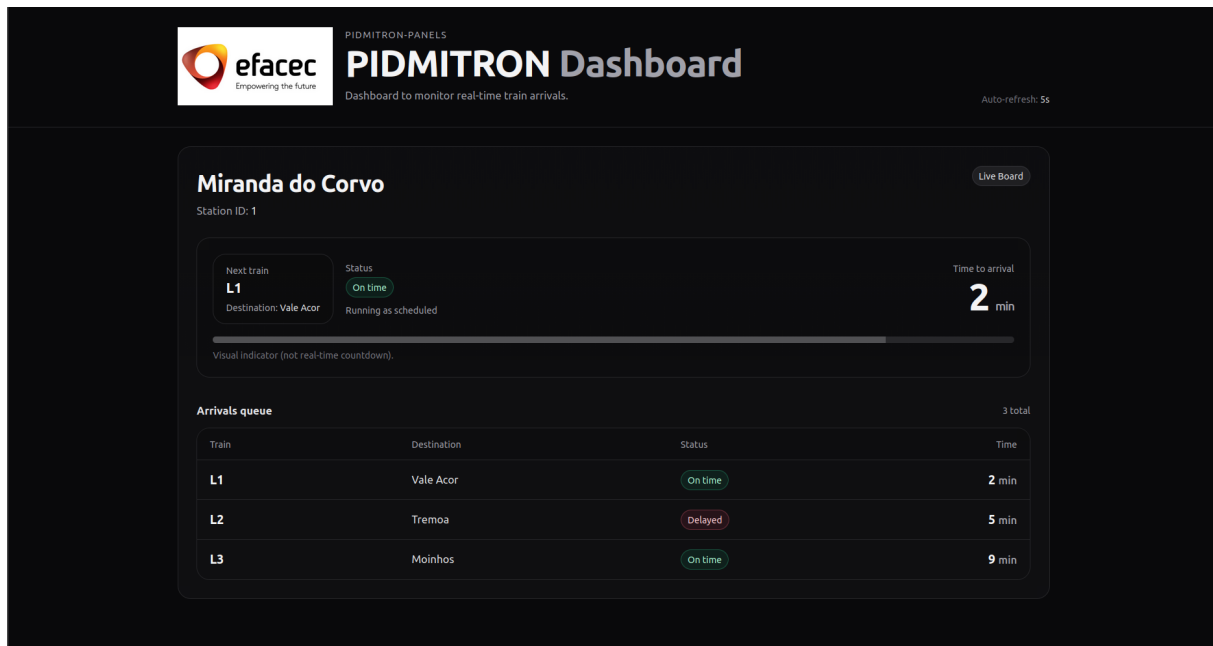 efacec
Empowering the future
PIDMITRON-PANELS
PIDMITRON Dashboard
Dashboard to monitor real-time train arrivals.
Auto-refresh: 5s
Miranda do Corvo
Live Board
Station ID: 1
Next train
L1
Destination: Vale Acor
Status
On time
Running as scheduled
Time to arrival
2 min
Visual indicator (not real-time countdown).
Arrivals queue
3 total
Train Destination Status Time
L1 Vale Acor On time 2 min
L2 Tremoa Delayed 5 min
L3 Moinhos On time 9 min